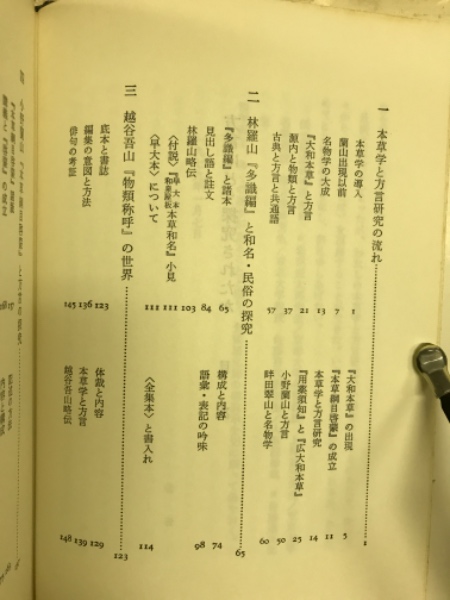 一 本草学と方言研究の流れ 1
本草学の導入 1
『大和本草』の出現 5
蘭山出現以前 7
『本草綱目啓蒙』の成立 11
名物学の大成 13
本草学と方言研究 14
『大和本草』と方言 21
『用薬須知』と『広大和本草』 25
源内と物類と方言 37
小野蘭山と方言 50
古典と方言と共通語 57
畔田翠山と名物学 60
二 林羅山『多識編』と和名・民俗の探究 65
『多識編』と諸本 65
構成と内容 74
見出し語と註文 84
語彙・表記の吟味 98
林羅山略伝 103
〈付説〉本草和名』小見 111
〈早大本〉について 111
〈全集本〉と書入れ 114
三 越谷吾山『物類称呼』の世界 123
底本と書誌 123
体裁と内容 129
編集の意図と方法 136
本草学と方言 139
俳句の考証 145
越谷吾山略伝 148